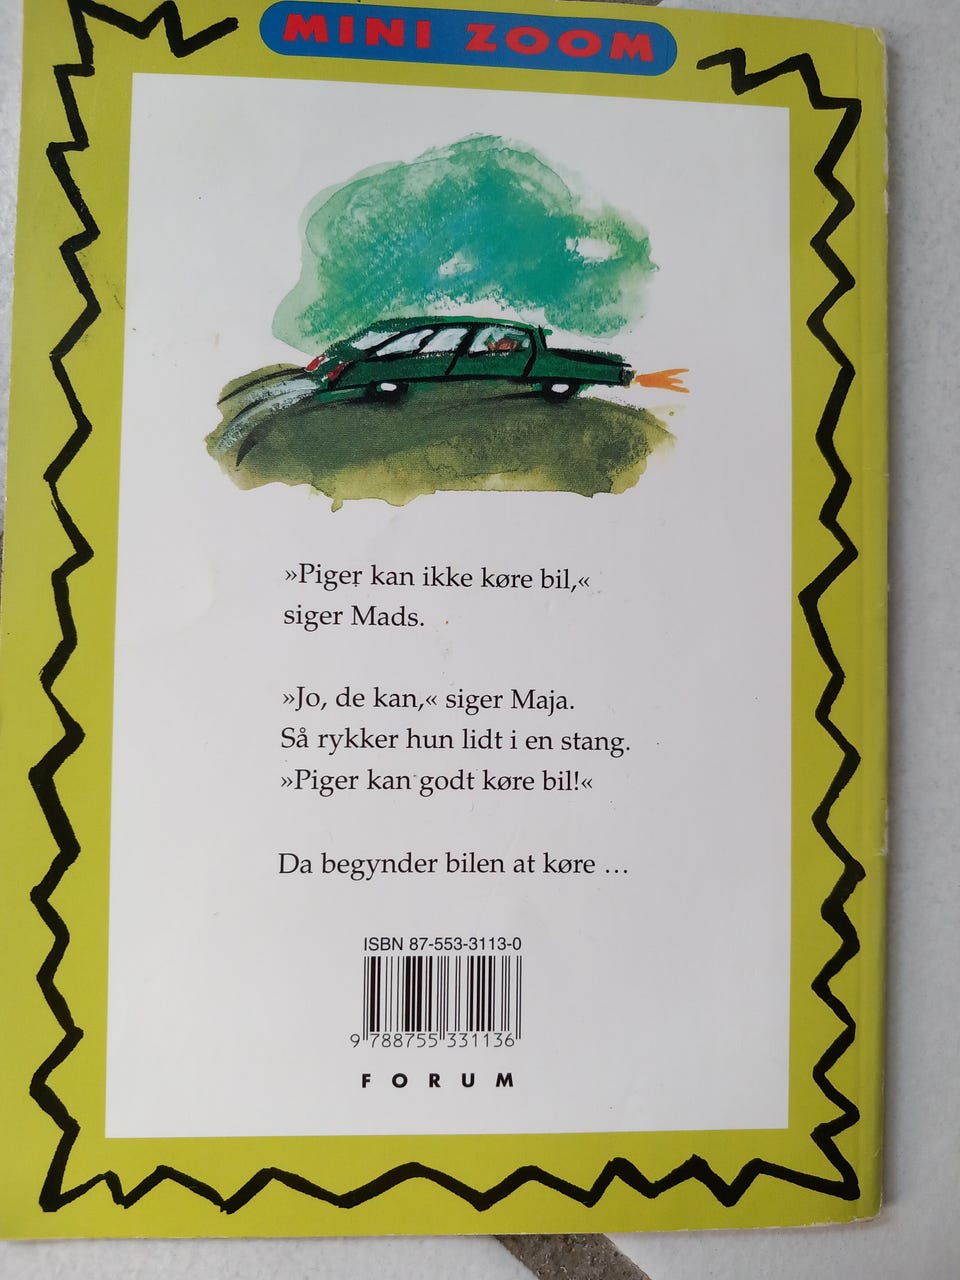 MINI ZOOM
»Piger kan ikke køre bil,«
siger Mads.
»Jo, de kan,« siger Maja.
Så rykker hun lidt i en stang.
»Piger kan godt køre bil!«
Da begynder bilen at køre ...
ISBN 87-553-3113-0
9 788755 331136
FORUM